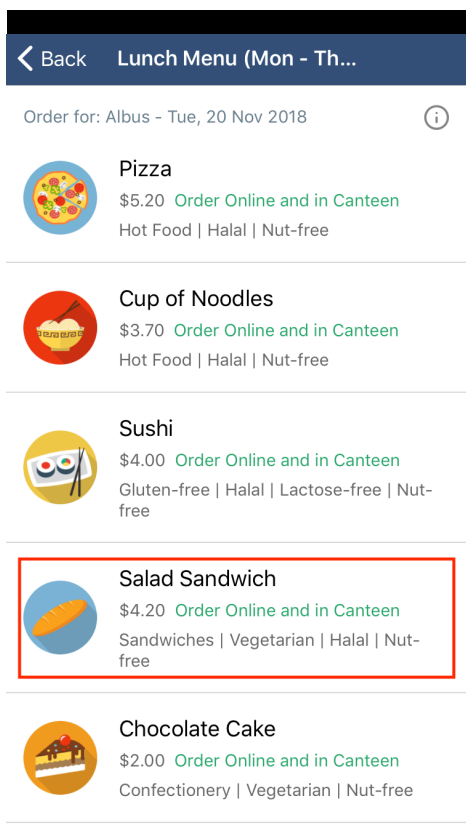 Back Lunch Menu (Mon - Th...
Order for: Albus - Tue, 20 Nov 2018
Pizza
$5.20 Order Online and in Canteen
Hot Food | Halal | Nut-free
Cup of Noodles
$3.70 Order Online and in Canteen
Hot Food | Halal | Nut-free
Sushi
$4.00 Order Online and in Canteen
Gluten-free | Halal | Lactose-free | Nut-
free
Salad Sandwich
$4.20 Order Online and in Canteen
Sandwiches | Vegetarian | Halal | Nut-
free
Chocolate Cake
$2.00 Order Online and in Canteen
Confectionery | Vegetarian | Nut-free